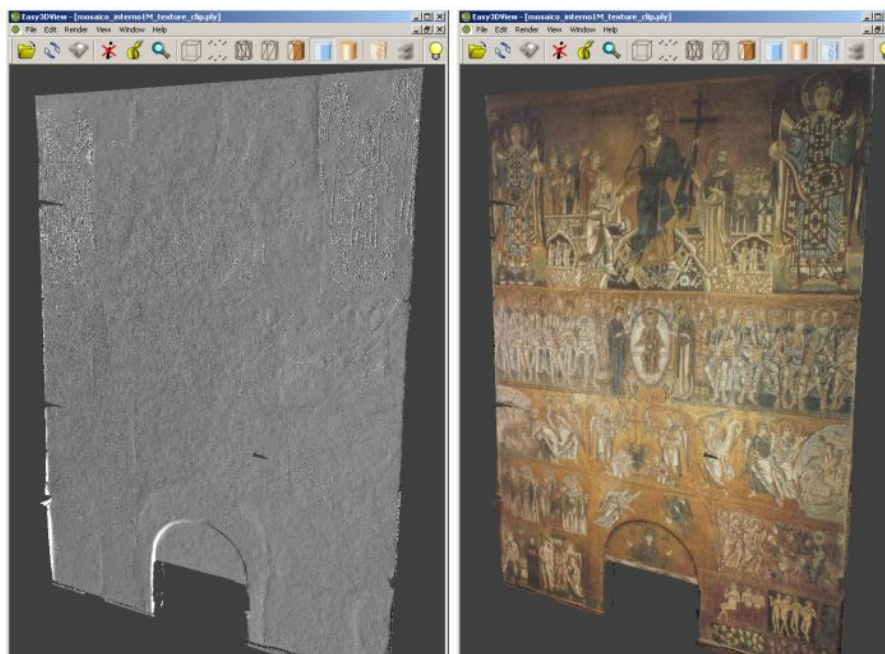 Easy3DView - [mosaico_interno1M_texture_clip.ply]
File Edit Render View Window Help
Easy3DView - [mosaico_interno1M_texture_clip.ply]
File Edit Render View Window Help